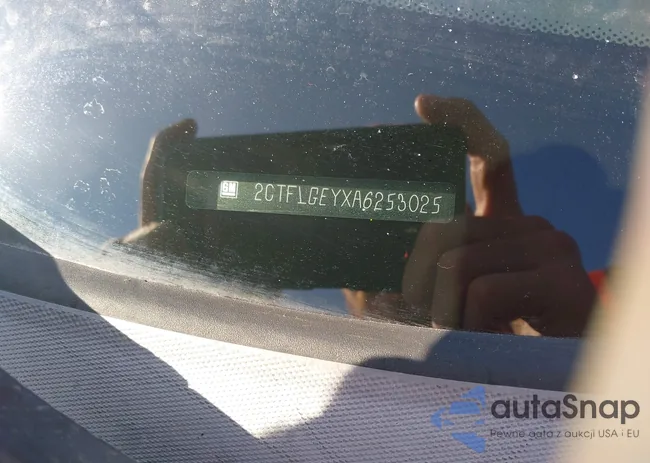 GM 2CTFLGEYXA6253025
autaSnap
Pewne auta z aukcji USA i EU